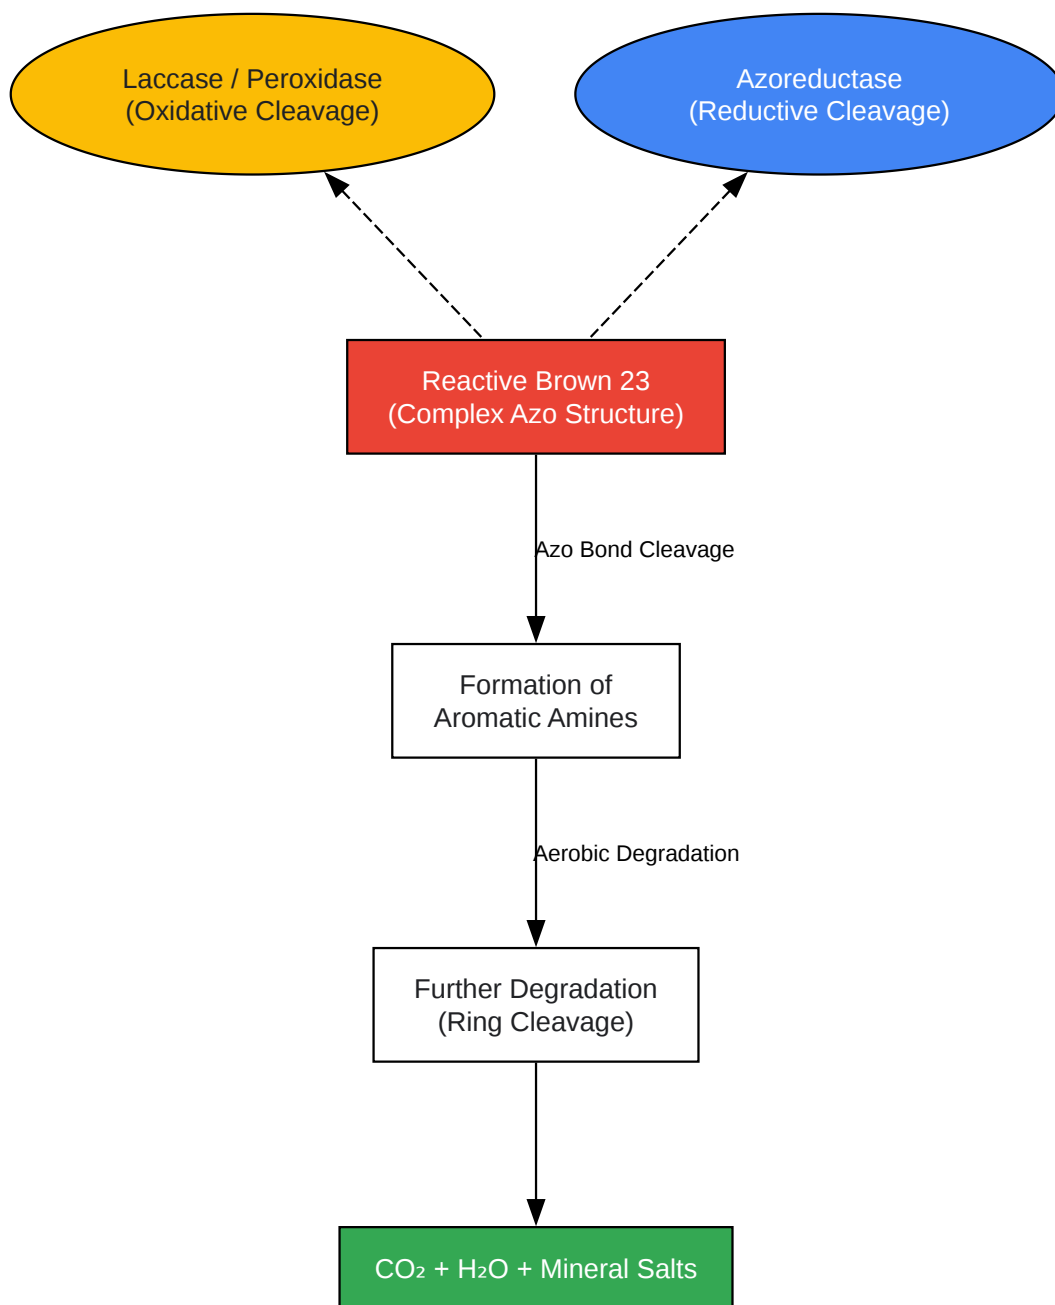 Laccase / Peroxidase
(Oxidative Cleavage)
Azoreductase
(Reductive Cleavage)
Reactive Brown 23
(Complex Azo Structure)
Azo Bond Cleavage
Formation of
Aromatic Amines
Aerobic Degradation
Further Degradation
(Ring Cleavage)
CO₂ + H₂O + Mineral Salts